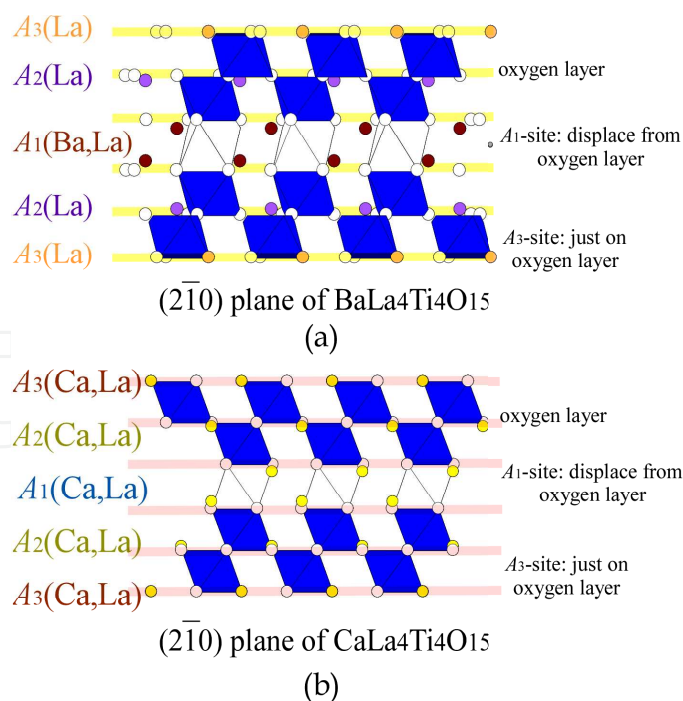 A3(La)
A2(La)
oxygen layer
A1(Ba,La)
A1-site: displace from
oxygen layer
A2(La)
A3(La)
A3-site: just on
oxygen layer
(21̅0) plane of BaLa4Ti4O15
(a)
A3(Ca,La)
A2(Ca,La)
oxygen layer
A1(Ca,La)
A1-site: displace from
oxygen layer
A2(Ca,La)
A3(Ca,La)
A3-site: just on
oxygen layer
(21̅0) plane of CaLa4Ti4O15
(b)